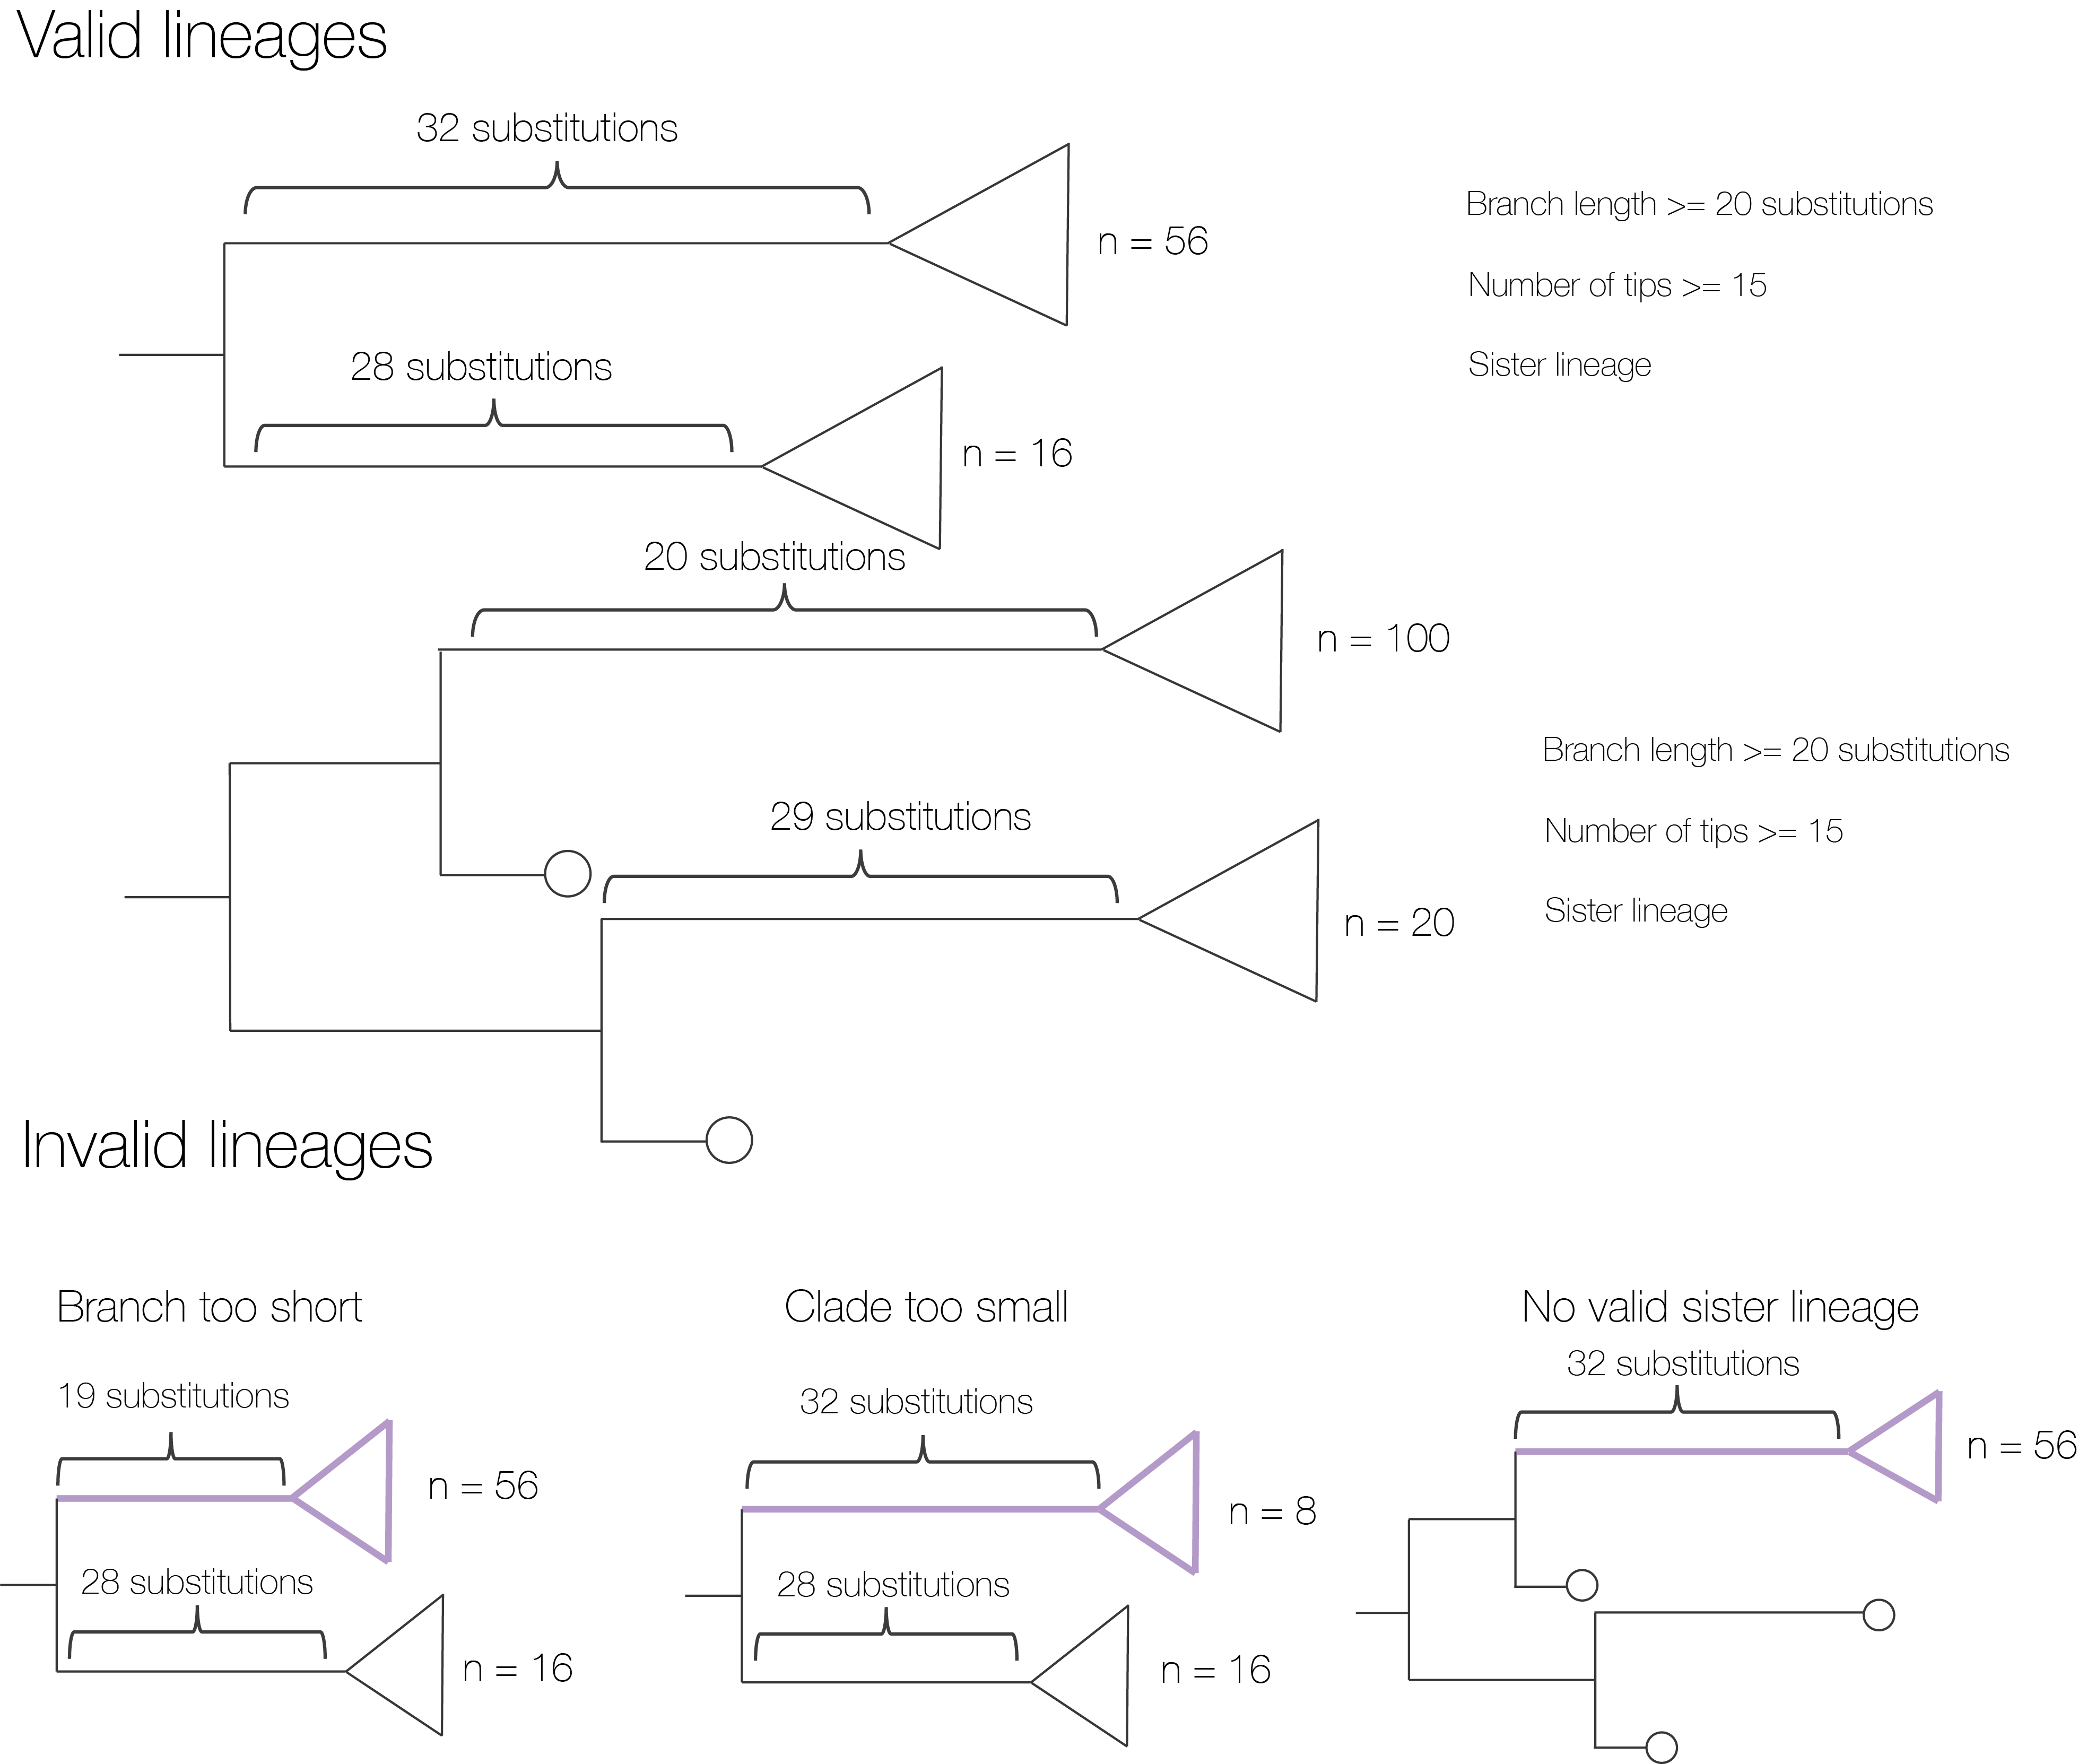 Valid lineages
32 substitutions
n = 56
Branch length >= 20 substitutions
Number of tips >= 15
Sister lineage
28 substitutions
n = 16
20 substitutions
n = 100
29 substitutions
n = 20
Branch length >= 20 substitutions
Number of tips >= 15
Sister lineage
Invalid lineages
Branch too short
19 substitutions
n = 56
28 substitutions
n = 16
Clade too small
32 substitutions
n = 8
28 substitutions
n = 16
No valid sister lineage
32 substitutions
n = 56